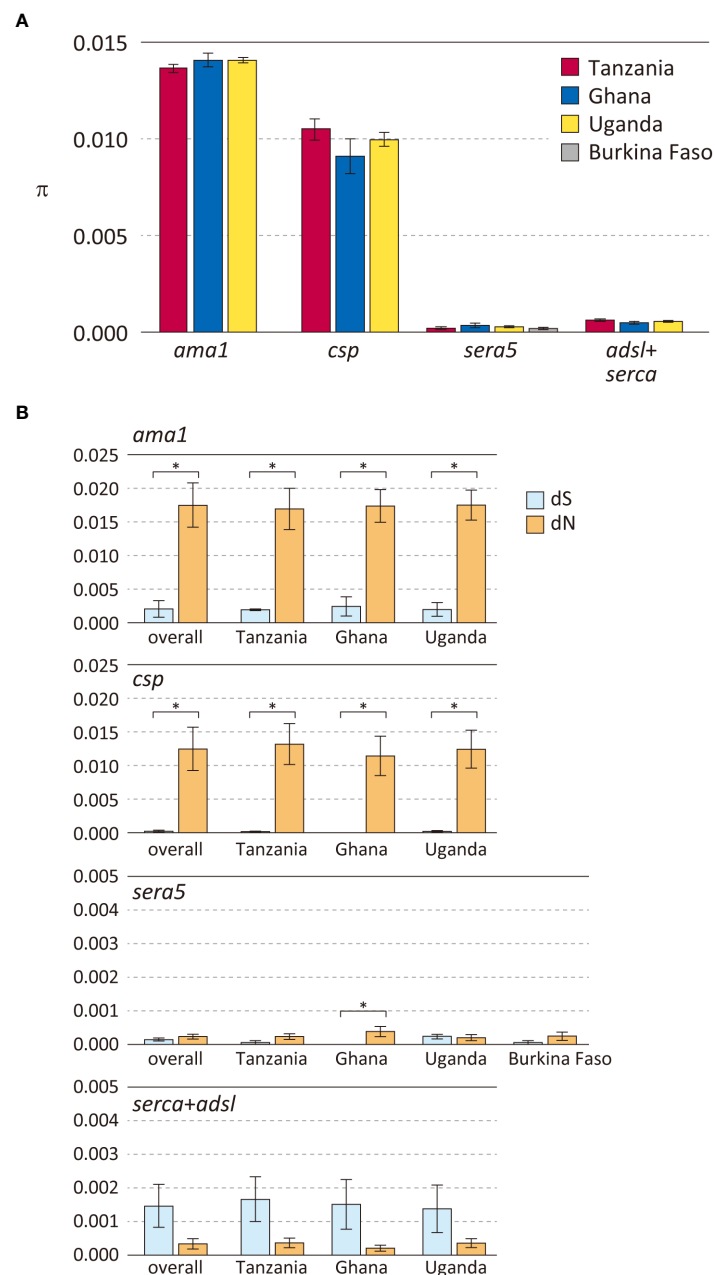 A
0.015
0.010
0.005
0.000
π
Tanzania
Ghana
Uganda
Burkina Faso
ama1 csp sera5 adsl+
serca
B
ama1
0.025
0.020
0.015
0.010
0.005
0.000
* * * *
dS
dN
overall Tanzania Ghana Uganda
csp
0.025
0.020
0.015
0.010
0.005
0.000
* * * *
overall Tanzania Ghana Uganda
sera5
0.005
0.004
0.003
0.002
0.001
0.000
*
overall Tanzania Ghana Uganda Burkina Faso
serca+adsl
0.005
0.004
0.003
0.002
0.001
0.000
overall Tanzania Ghana Uganda